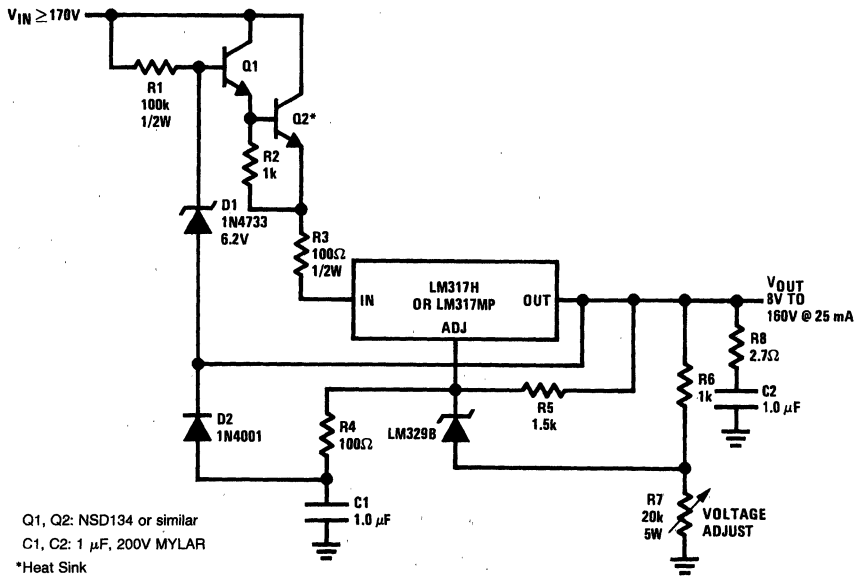 VIN ≥ 170V
Q1
R1
100k
1/2W
Q2*
R2
1k
D1
1N4733
6.2V
R3
100Ω
1/2W
LM317H
OR LM317MP
IN
OUT
ADJ
VOUT
8V TO
160V @ 25 mA
R8
2.7Ω
R6
1k
C2
1.0 μF
R5
1.5k
D2
1N4001
R4
100Ω
LM329B
C1
1.0 μF
R7
20k
5W
VOLTAGE
ADJUST
Q1, Q2: NSD134 or similar
C1, C2: 1 μF, 200V MYLAR
*Heat Sink